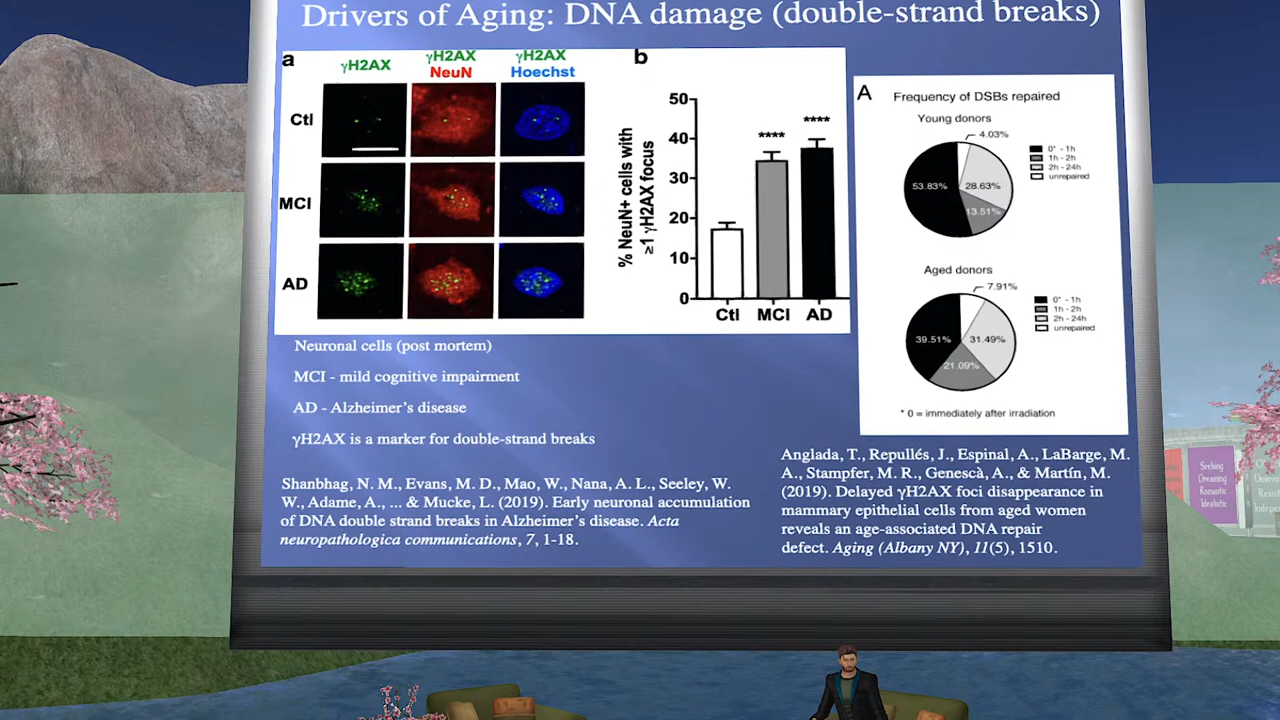 Drivers of Aging: DNA damage (double-strand breaks)
a
γH2AX
γH2AX
NeuN
γH2AX
Hoechst
Ctl
MCI
AD
b
% NeuN+ cells with
≥1 γH2AX focus
50
40
30
20
10
0
****
****
Ctl
MCI
AD
A
Frequency of DSBs repaired
Young donors
4.03%
53.83%
28.63%
13.51%
0* - 1h
1h - 2h
2h - 24h
unrepaired
Aged donors
7.91%
39.51%
31.49%
21.09%
0* - 1h
1h - 2h
2h - 24h
unrepaired
* 0 = immediately after irradiation
Neuronal cells (post mortem)
MCI - mild cognitive impairment
AD - Alzheimer's disease
γH2AX is a marker for double-strand breaks
Shanbhag, N. M., Evans, M. D., Mao, W., Nana, A. L., Seeley, W.
W., Adame, A., ... & Mucke, L. (2019). Early neuronal accumulation
of DNA double strand breaks in Alzheimer's disease. Acta
neuropathologica communications, 7, 1-18.
Anglada, T., Repullés, J., Espinal, A., LaBarge, M.
A., Stampfer, M. R., Genescà, A., & Martín, M.
(2019). Delayed γH2AX foci disappearance in
mammary epithelial cells from aged women
reveals an age-associated DNA repair
defect. Aging (Albany NY), 11(5), 1510.
Seeking
Dreaming
Romantic
Idealistic